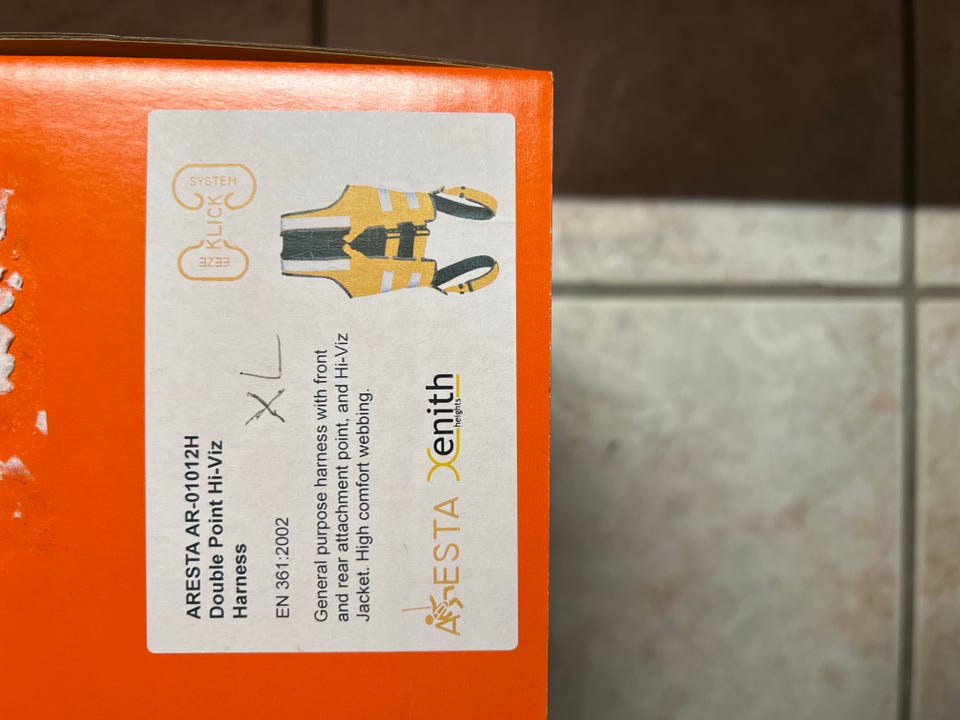 ARESTA AR-01012H
Double Point Hi-Viz
Harness
XL
EN 361:2002
General purpose harness with front
and rear attachment point, and Hi-Viz
Jacket. High comfort webbing.
EEZE
KLICK
SYSTEM
ARESTA
Xenith
heights